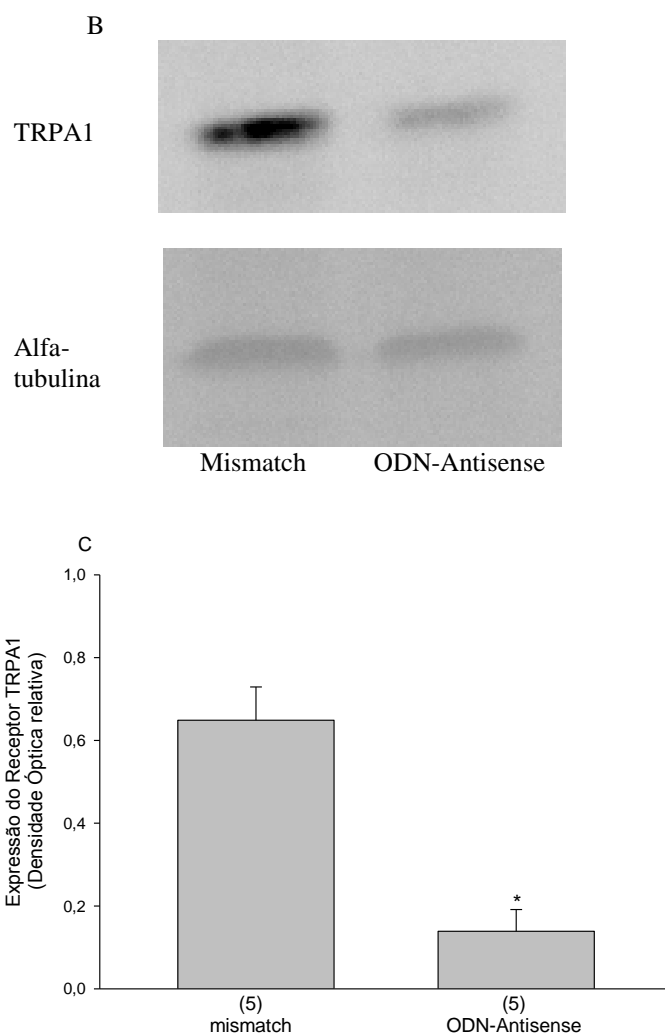 B
TRPA1
Alfa-
tubulina
Mismatch ODN-Antisense
C
Expressão do Receptor TRPA1
(Densidade Óptica relativa)
1,0
0,8
0,6
0,4
0,2
0,0
*
(5) (5)
mismatch ODN-Antisense